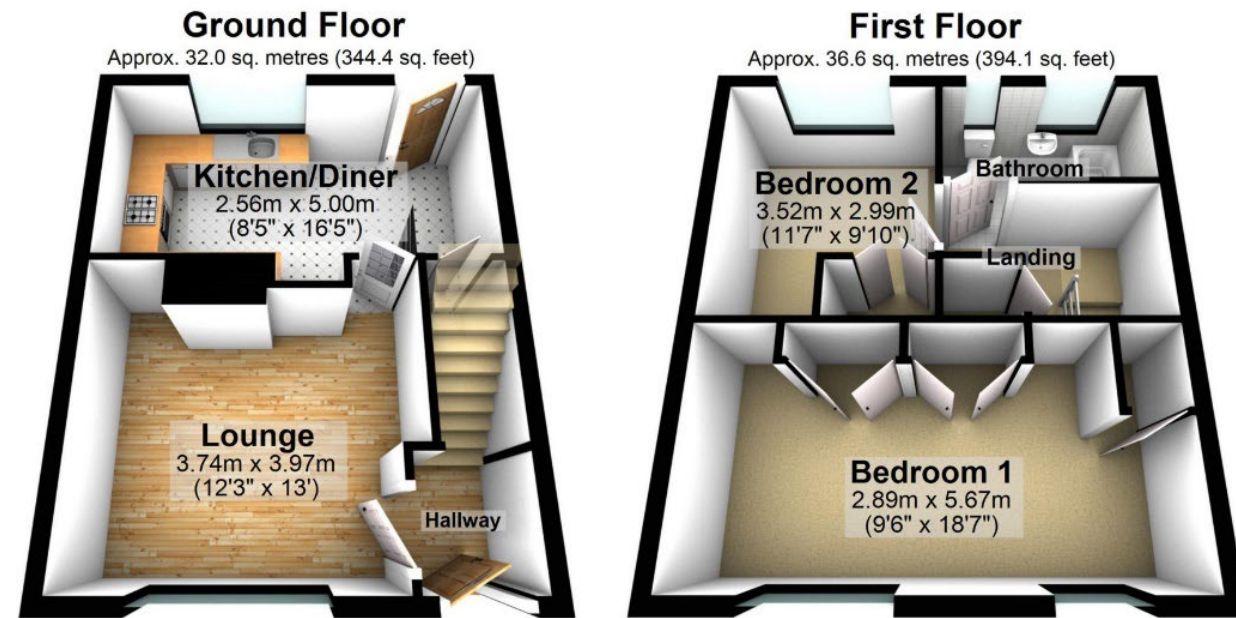 Ground Floor
Approx. 32.0 sq. metres (344.4 sq. feet)
Kitchen/Diner
2.56m x 5.00m
(8'5" x 16'5")
Lounge
3.74m x 3.97m
(12'3" x 13')
Hallway
First Floor
Approx. 36.6 sq. metres (394.1 sq. feet)
Bathroom
Bedroom 2
3.52m x 2.99m
(11'7" x 9'10")
Landing
Bedroom 1
2.89m x 5.67m
(9'6" x 18'7")